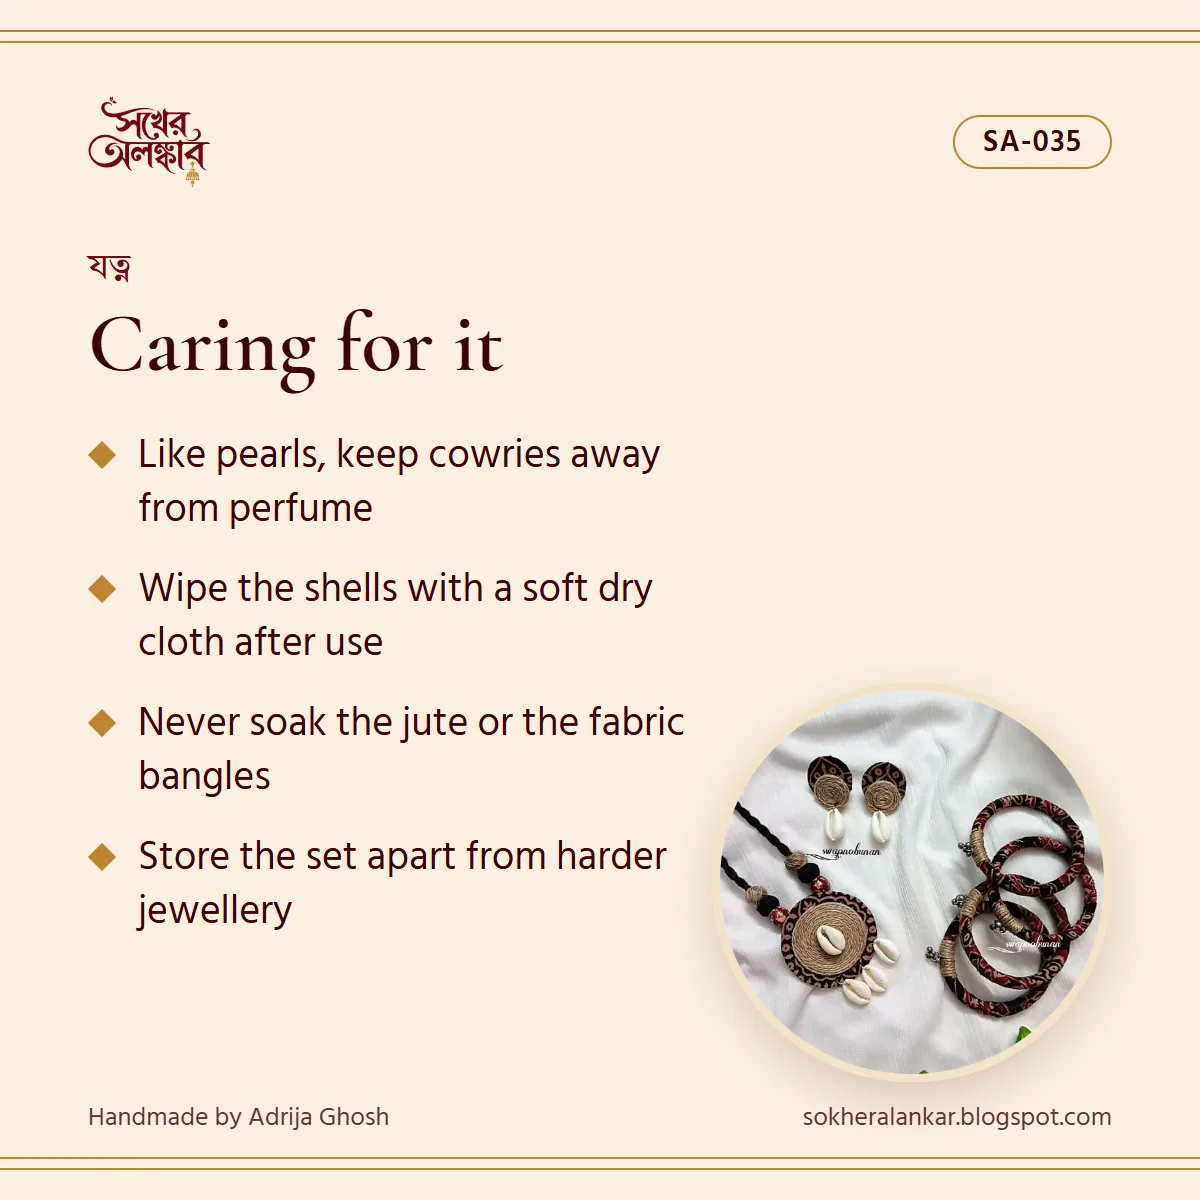 সখের
অলঙ্কার
SA-035
যত্ন
Caring for it
Like pearls, keep cowries away
from perfume
Wipe the shells with a soft dry
cloth after use
Never soak the jute or the fabric
bangles
Store the set apart from harder
jewellery
swapnobunan
swapnobunan
Handmade by Adrija Ghosh
sokheralankar.blogspot.com